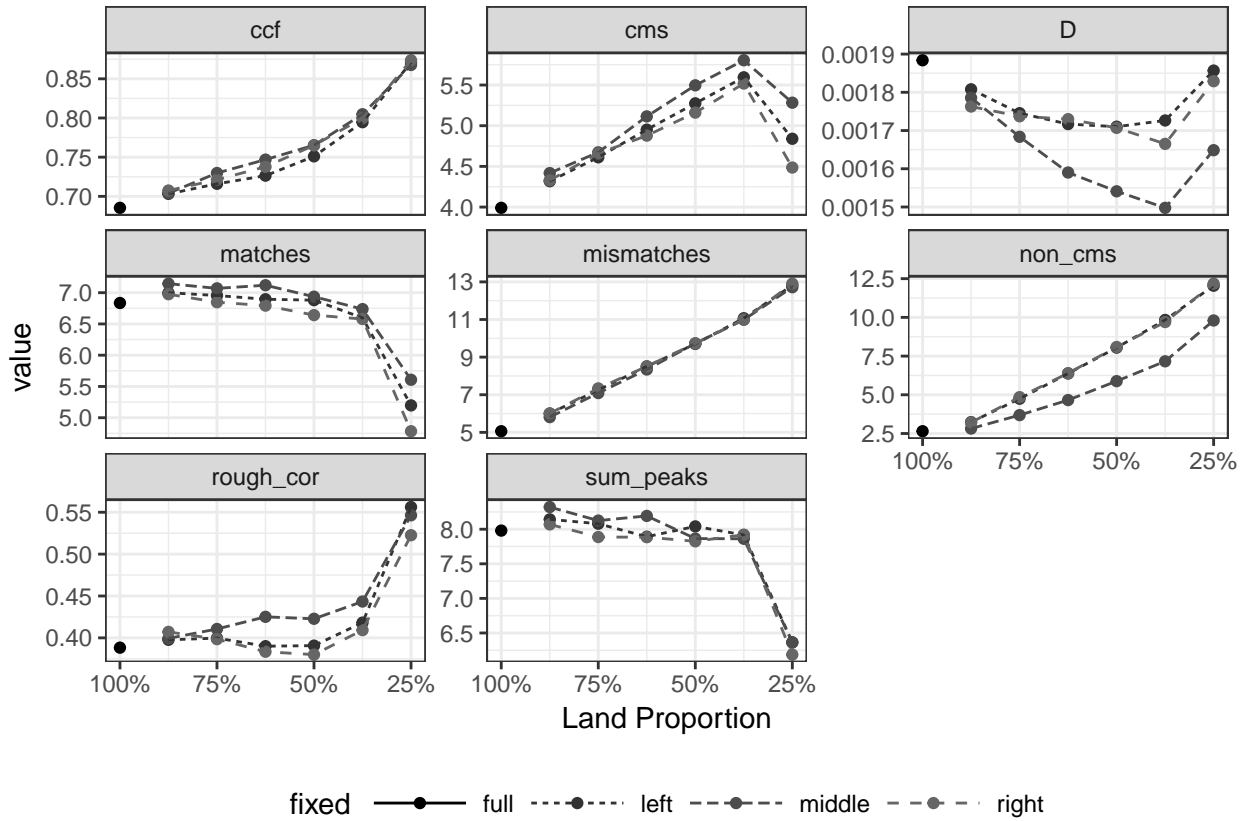 ccf
cms
D
0.85
0.80
0.75
0.70
5.5
5.0
4.5
4.0
0.0019
0.0018
0.0017
0.0016
0.0015
matches
mismatches
non_cms
7.0
6.5
6.0
5.5
5.0
13
11
9
7
5
12.5
10.0
7.5
5.0
2.5
100% 75% 50% 25%
rough_cor
sum_peaks
0.55
0.50
0.45
0.40
8.0
7.5
7.0
6.5
100% 75% 50% 25%
100% 75% 50% 25%
value
Land Proportion
fixed full left middle right